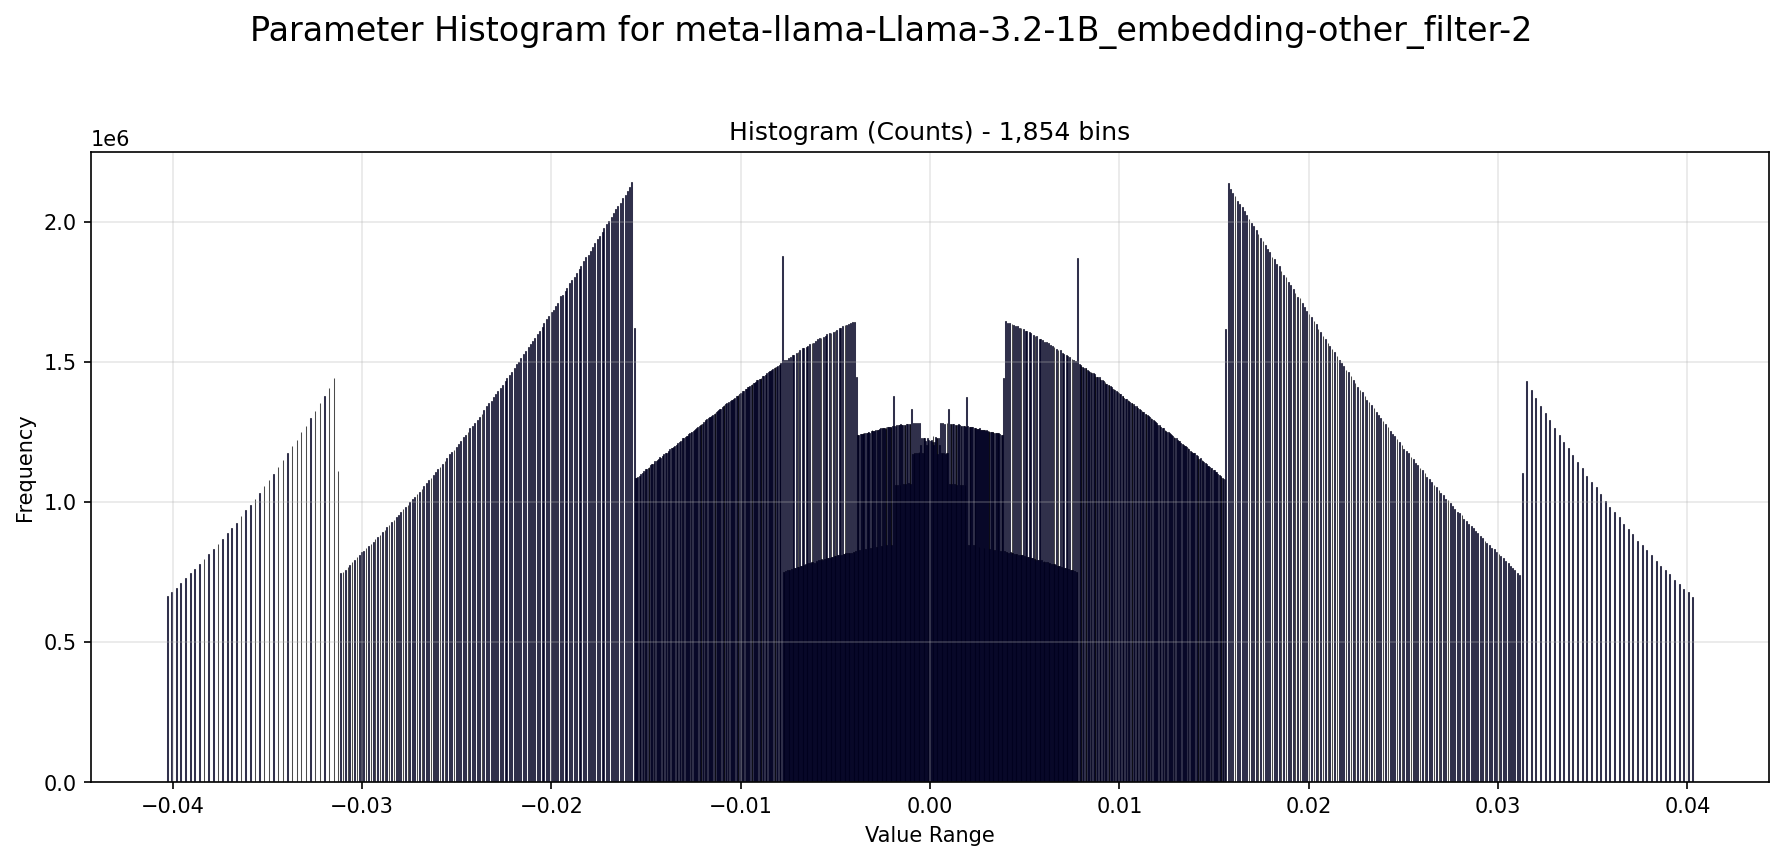 Parameter Histogram for meta-llama-Llama-3.2-1B_embedding-other_filter-2
Histogram (Counts) - 1,854 bins
1e6
2.0
1.5
1.0
0.5
0.0
Frequency
−0.04 −0.03 −0.02 −0.01 0.00 0.01 0.02 0.03 0.04
Value Range